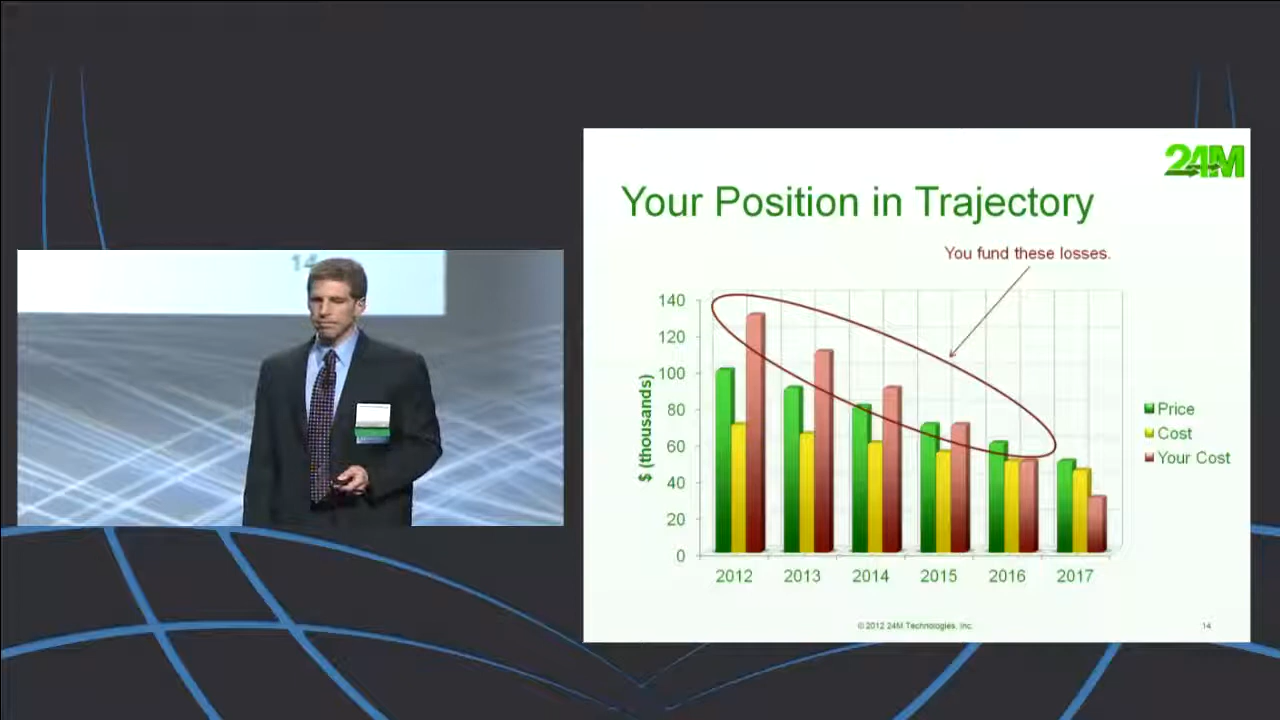 14
24M
Your Position in Trajectory
You fund these losses.
$ (thousands)
140
120
100
80
60
40
20
0
2012 2013 2014 2015 2016 2017
Price
Cost
Your Cost
© 2012 24M Technologies, Inc.
14